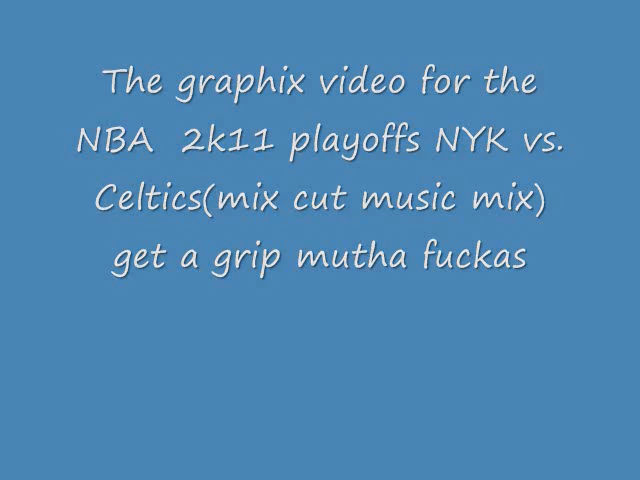 The graphix video for the
NBA  2k11 playoffs NYK vs.
Celtics(mix cut music mix)
get a grip mutha fuckas